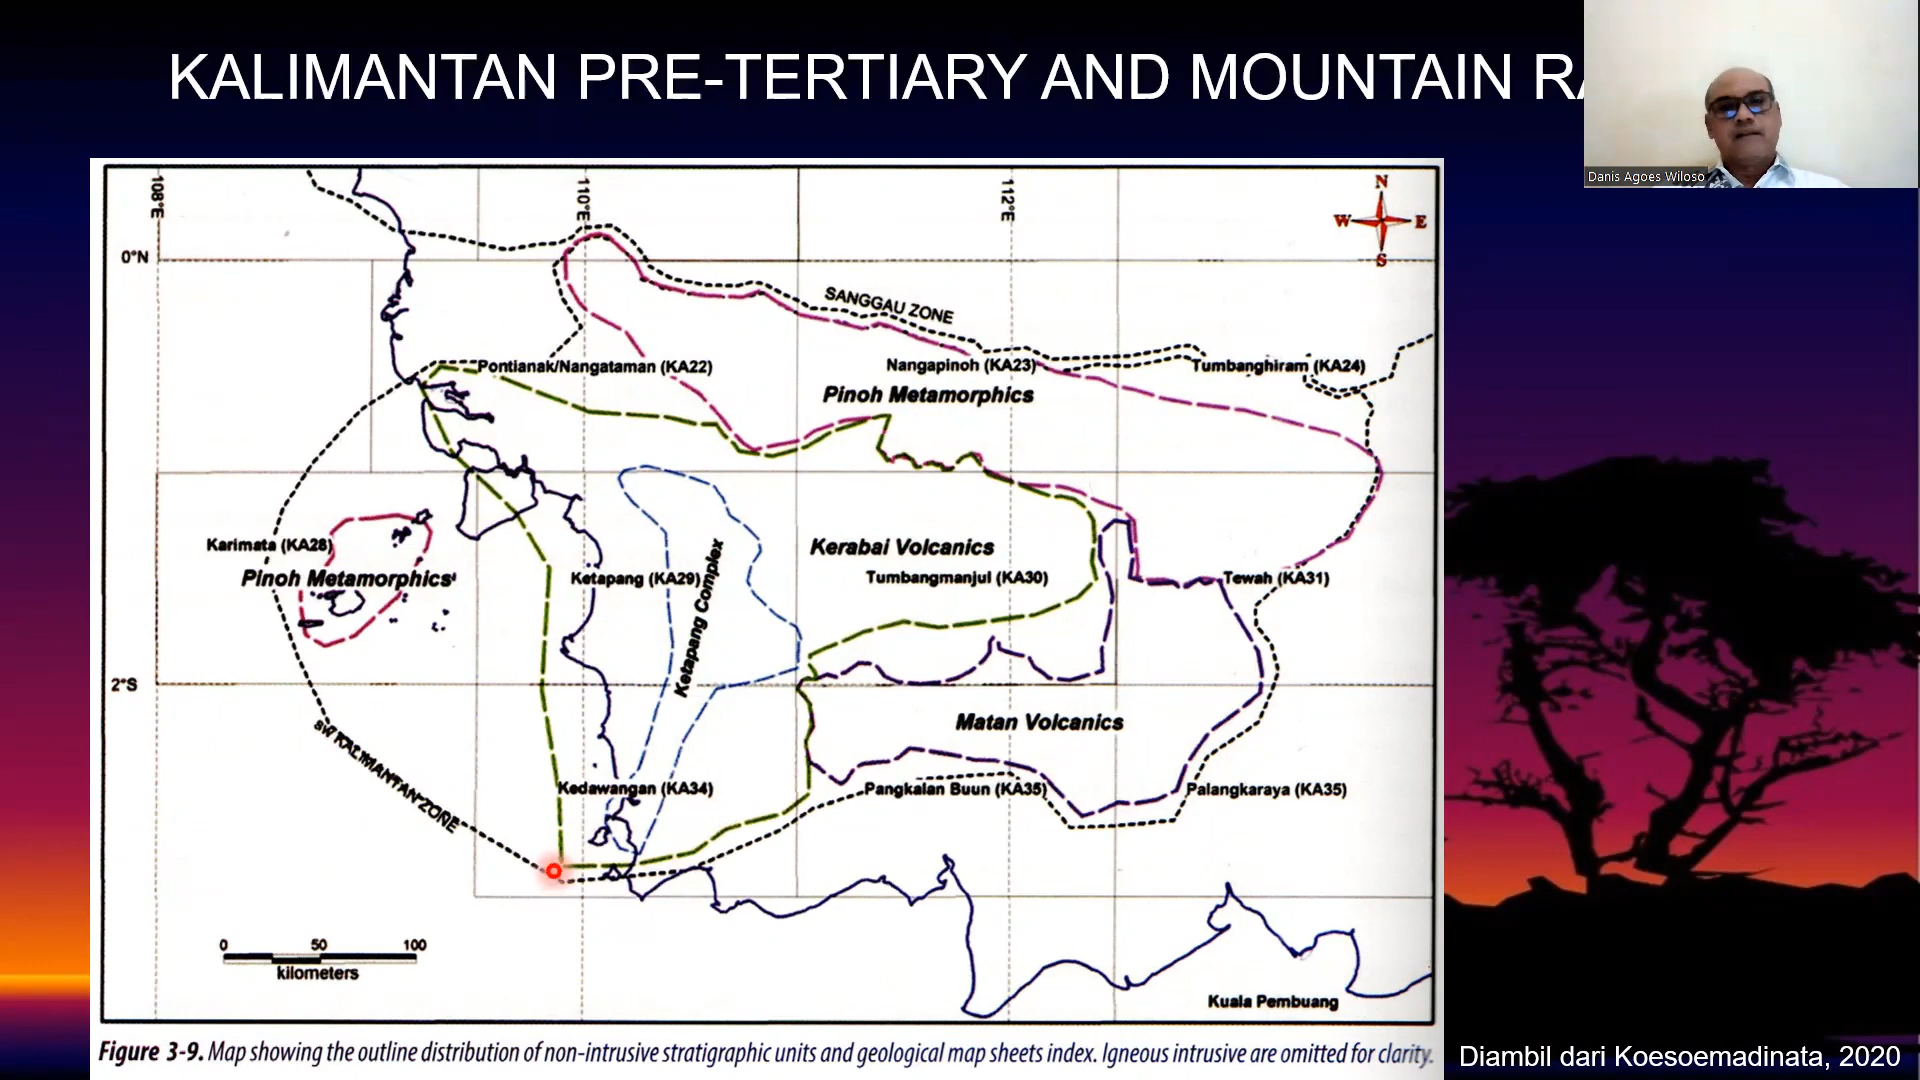 KALIMANTAN PRE-TERTIARY AND MOUNTAIN
Danis Agoes Wiloso
108°E
110°E
112°E
N
W E
S
0°N
SANGGAU ZONE
Pontianak/Nangataman (KA22)
Nangapinoh (KA23)
Tumbanghiram (KA24)
Pinoh Metamorphics
Karimata (KA28)
Pinoh Metamorphics
Ketapang (KA29)
Ketapang Complex
Kerabai Volcanics
Tumbangmanjul (KA30)
Tewah (KA31)
2°S
SW KALIMANTAN ZONE
Matan Volcanics
Kedawangan (KA34)
Pangkalan Buun (KA35)
Palangkaraya (KA35)
0 50 100
kilometers
Kuala Pembuang
Figure 3-9. Map showing the outline distribution of non-intrusive stratigraphic units and geological map sheets index. Igneous intrusive are omitted for clarity.
Diambil dari Koesoemadinata, 2020